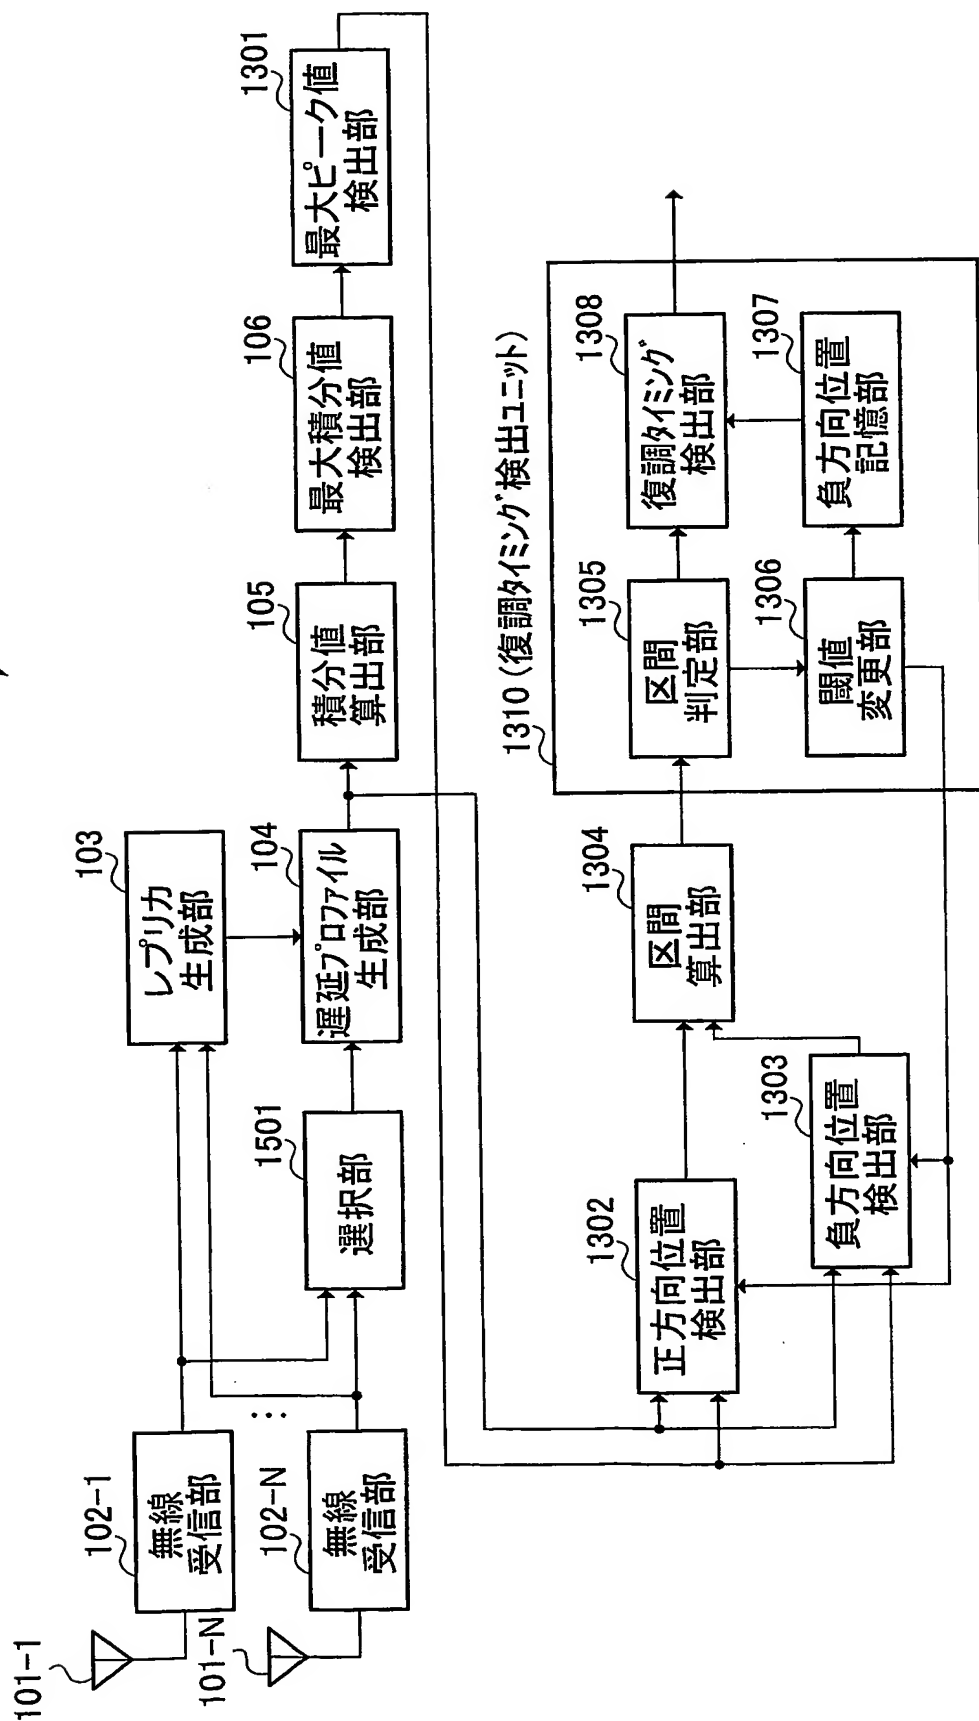 101-1
102-1
無線
受信部
101-N
102-N
無線
受信部
…
1501
選択部
103
レプリカ
生成部
104
遅延プロファイル
生成部
105
積分値
算出部
106
最大積分値
検出部
1301
最大ピーク値
検出部
1302
正方向位置
検出部
1303
負方向位置
検出部
1304
区間
算出部
1310(復調タイミング検出ユニット)
1305
区間
判定部
1308
復調タイミング
検出部
1306
閾値
変更部
1307
負方向位置
記憶部